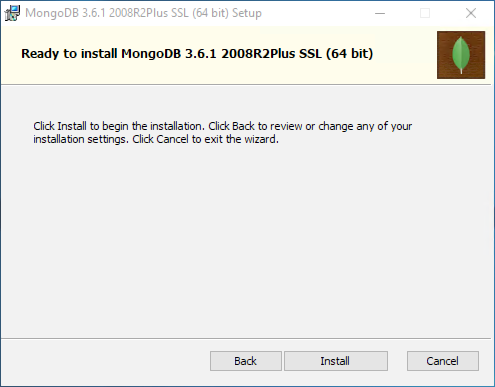 MongoDB 3.6.1 2008R2Plus SSL (64 bit) Setup
Ready to install MongoDB 3.6.1 2008R2Plus SSL (64 bit)
Click Install to begin the installation. Click Back to review or change any of your
installation settings. Click Cancel to exit the wizard.
Back Install Cancel